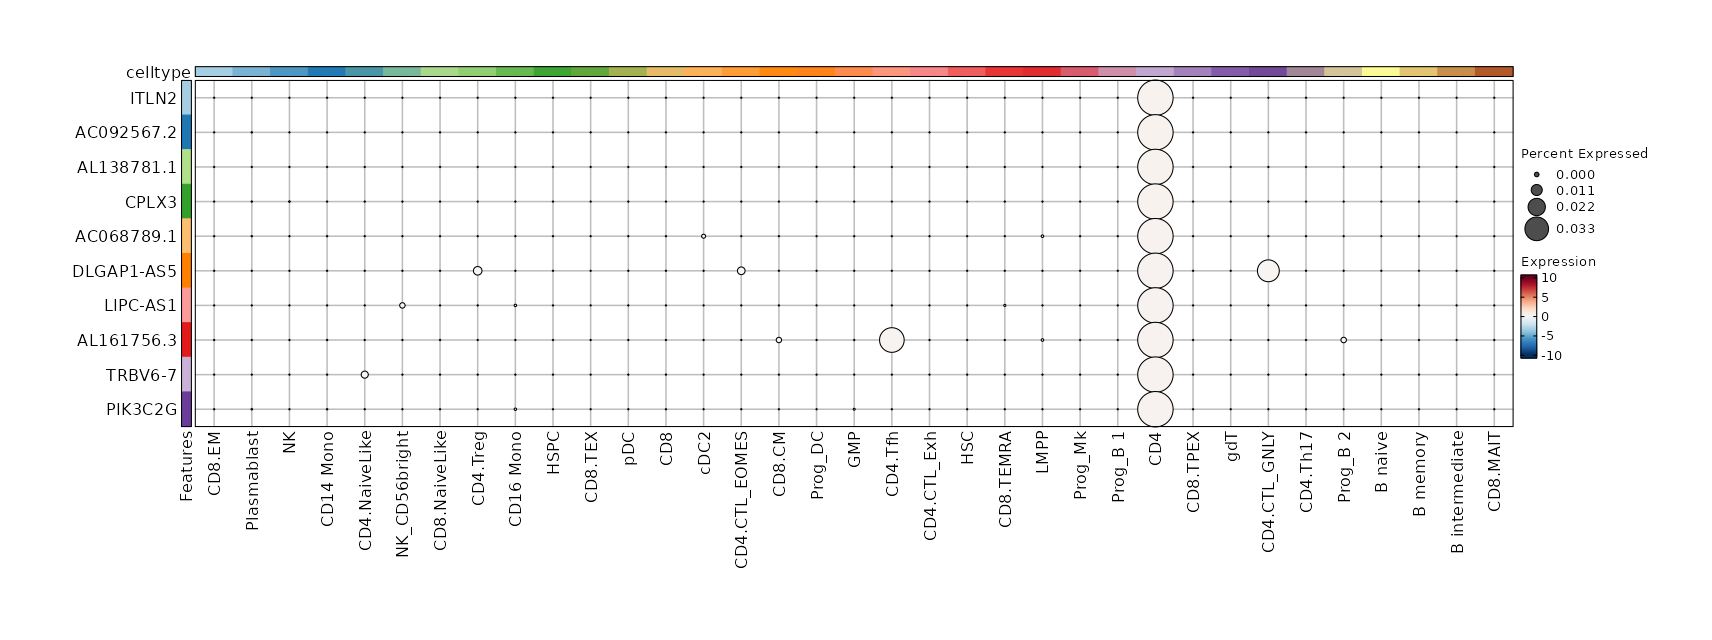 celltype
ITLN2
AC092567.2
AL138781.1
CPLX3
AC068789.1
DLGAP1-AS5
LIPC-AS1
AL161756.3
TRBV6-7
PIK3C2G
Percent Expressed
0.000
0.011
0.022
0.033
Expression
10
5
0
-5
-10
Features
CD8.EM
Plasmablast
NK
CD14 Mono
CD4.NaiveLike
NK_CD56bright
CD8.NaiveLike
CD4.Treg
CD16 Mono
HSPC
CD8.TEX
pDC
CD8
cDC2
CD4.CTL_EOMES
CD8.CM
Prog_DC
GMP
CD4.Tfh
CD4.CTL_Exh
HSC
CD8.TEMRA
LMPP
Prog_Mk
Prog_B 1
CD4
CD8.TPEX
gdT
CD4.CTL_GNLY
CD4.Th17
Prog_B 2
B naive
B memory
B intermediate
CD8.MAIT